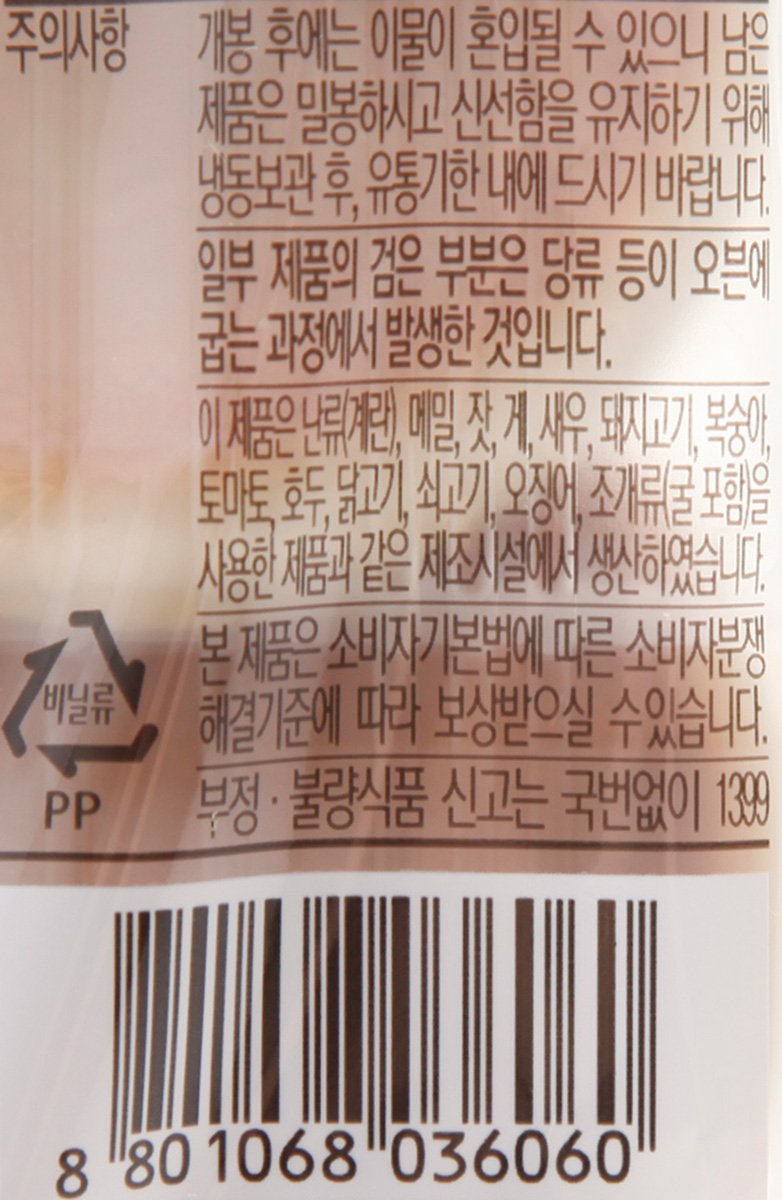 주의사항
개봉 후에는 이물이 혼입될 수 있으니 남은
제품은 밀봉하시고 신선함을 유지하기 위해
냉동보관 후, 유통기한 내에 드시기 바랍니다.
일부 제품의 검은 부분은 당류 등이 오븐에
굽는 과정에서 발생한 것입니다.
이 제품은 난류(계란), 메밀, 잣, 게, 새우, 돼지고기, 복숭아,
토마토, 호두, 닭고기, 쇠고기, 오징어, 조개류(굴 포함)을
사용한 제품과 같은 제조시설에서 생산하였습니다.
본 제품은 소비자기본법에 따른 소비자분쟁
해결기준에 따라 보상받으실 수있습니다.
비닐류
PP
부정·불량식품 신고는 국번없이 1399
8 801068 036060